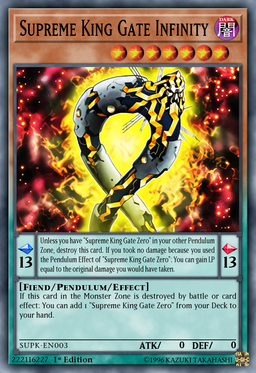 SUPREME KING GATE INFINITY
DARK
闇
Unless you have "Supreme King Gate Zero" in your other Pendulum
Zone, destroy this card. If you took no damage because you used
the Pendulum Effect of "Supreme King Gate Zero": You can gain LP
equal to the original damage you would have taken.
13
13
[FIEND/PENDULUM/EFFECT]
If this card in the Monster Zone is destroyed by battle or card
effect: You can add 1 "Supreme King Gate Zero" from your Deck to
your hand.
SUPK-EN003
ATK/ 0 DEF/ 0
222116227
1st Edition
©1996 KAZUKI TAKAHASHI